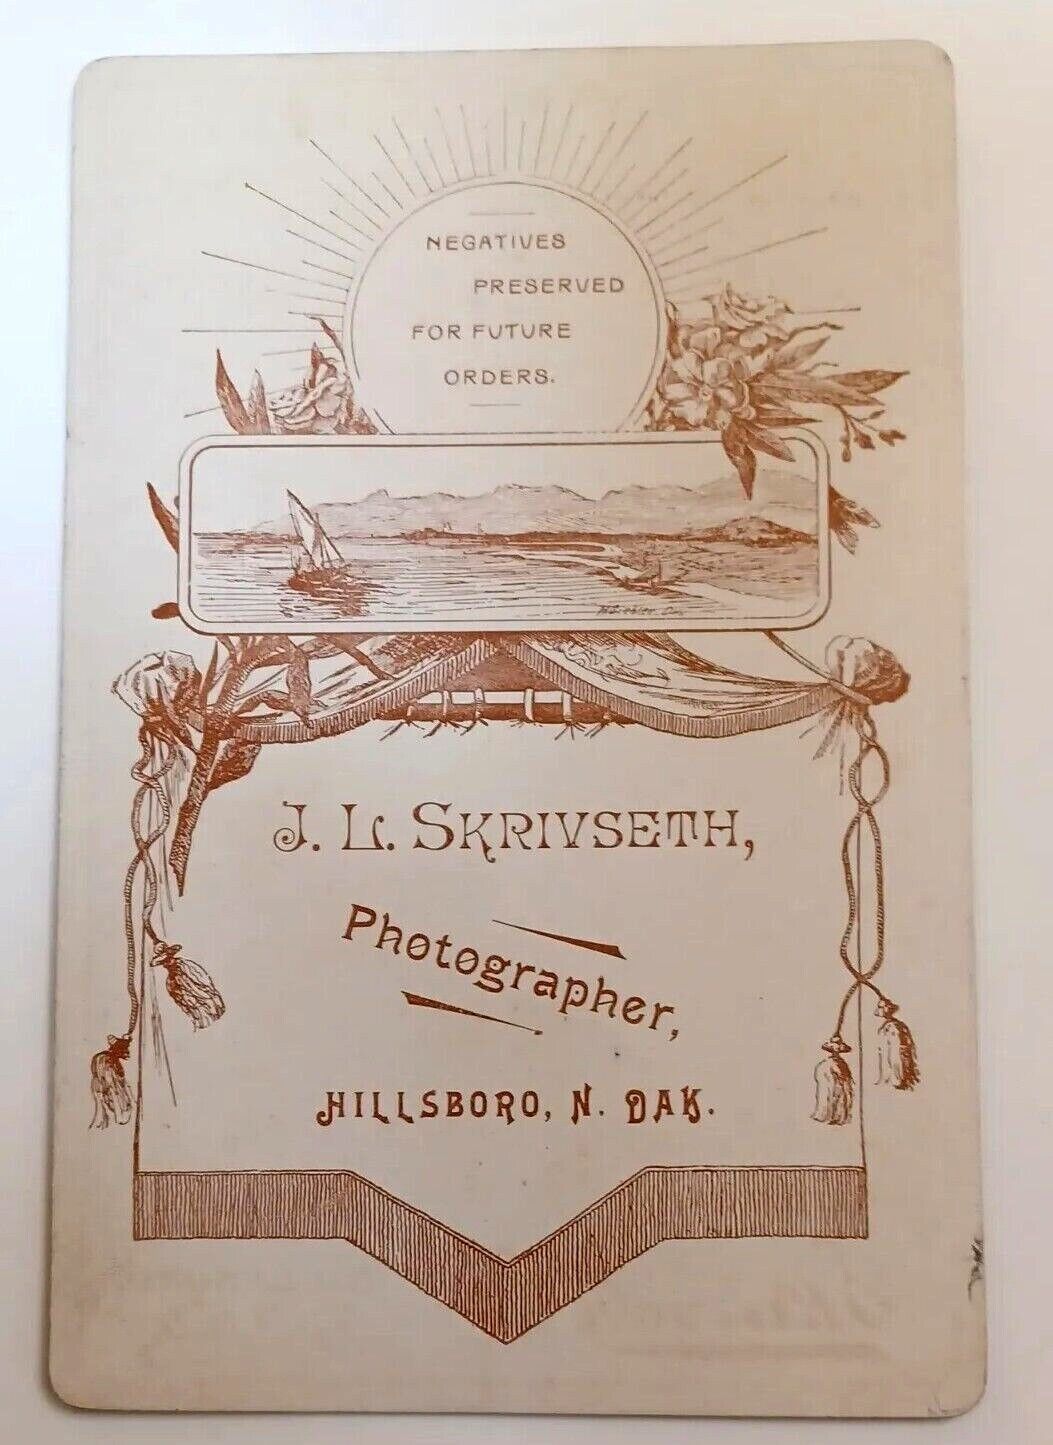 NEGATIVES
PRESERVED
FOR FUTURE
ORDERS.
J. L. SKRIVSETH,
Photographer,
HILLSBORO, N. DAK.